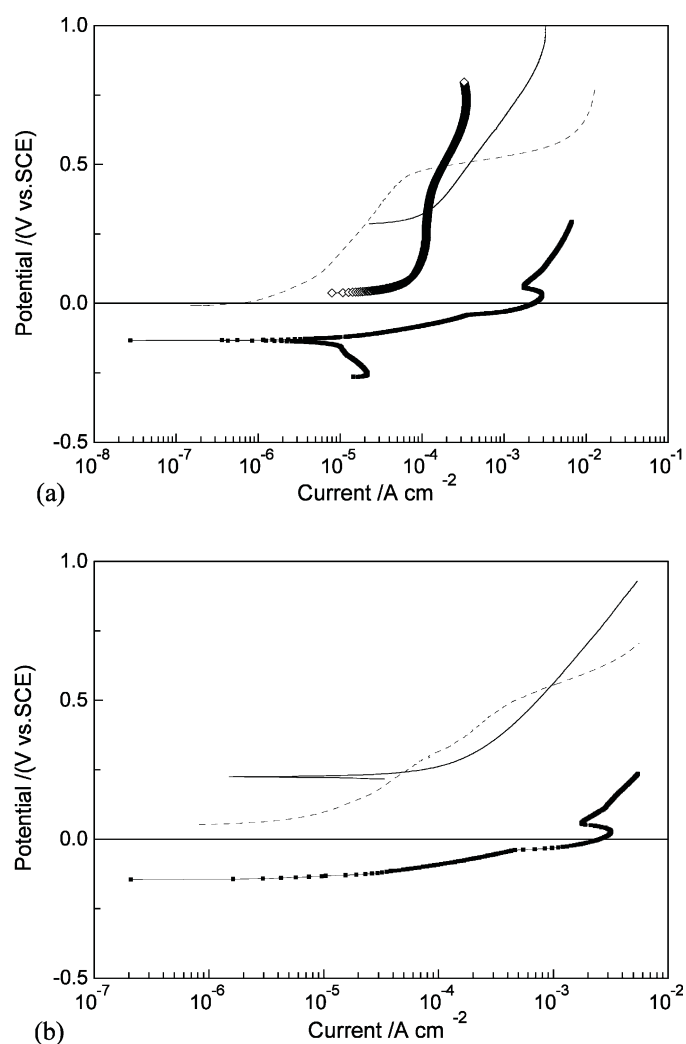 1.0
0.5
0.0
-0.5
Potential /(V vs.SCE)
10-8 10-7 10-6 10-5 10-4 10-3 10-2 10-1
Current /A cm-2
(a)
1.0
0.5
0.0
-0.5
Potential /(V vs.SCE)
10-7 10-6 10-5 10-4 10-3 10-2
Current /A cm-2
(b)